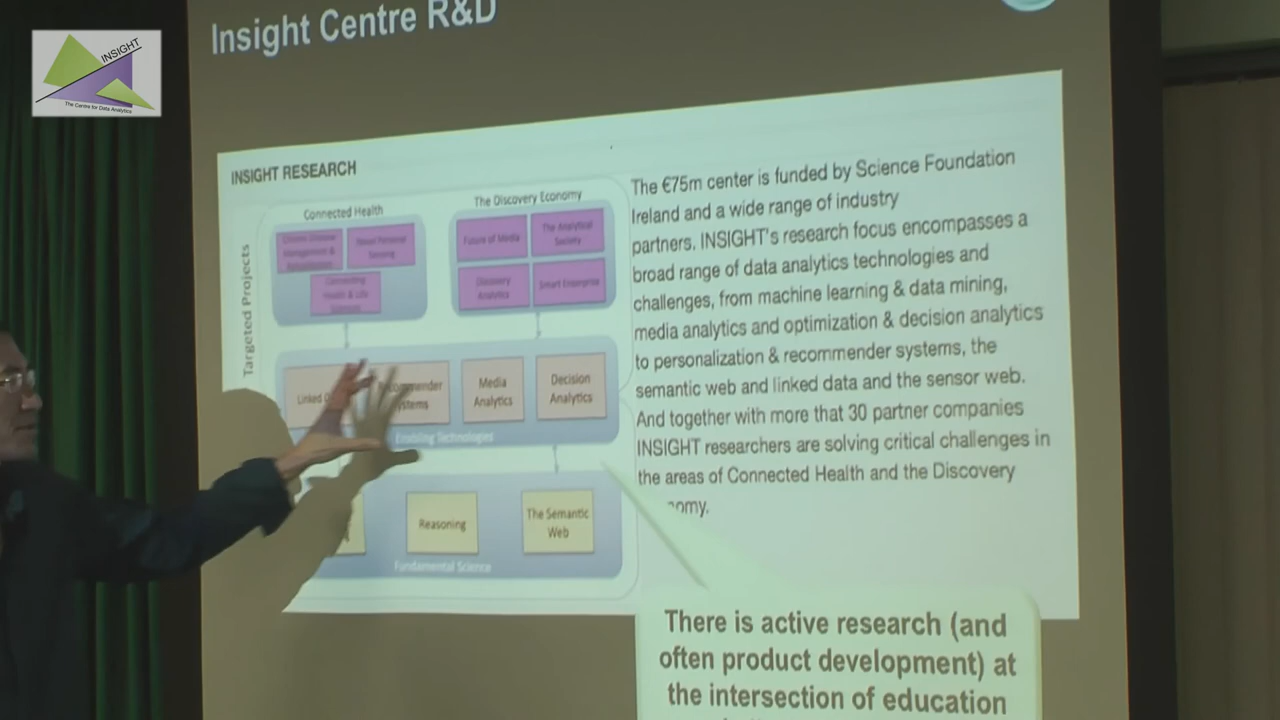 Insight Centre R&D
INSIGHT
The Centre for Data Analytics
INSIGHT RESEARCH
Targeted Projects
Connected Health
The Discovery Economy
Future of Media
The Analytical
Society
Discovery
Analytics
Smart Enterprise
Connecting
Health & Life
Linked
Systems
Media
Analytics
Decision
Analytics
Enabling Technologies
Reasoning
The Semantic
Web
Fundamental Science
The €75m center is funded by Science Foundation
Ireland and a wide range of industry
partners. INSIGHT's research focus encompasses a
broad range of data analytics technologies and
challenges, from machine learning & data mining,
media analytics and optimization & decision analytics
to personalization & recommender systems, the
semantic web and linked data and the sensor web.
And together with more that 30 partner companies
INSIGHT researchers are solving critical challenges in
the areas of Connected Health and the Discovery
There is active research (and
often product development) at
the intersection of education